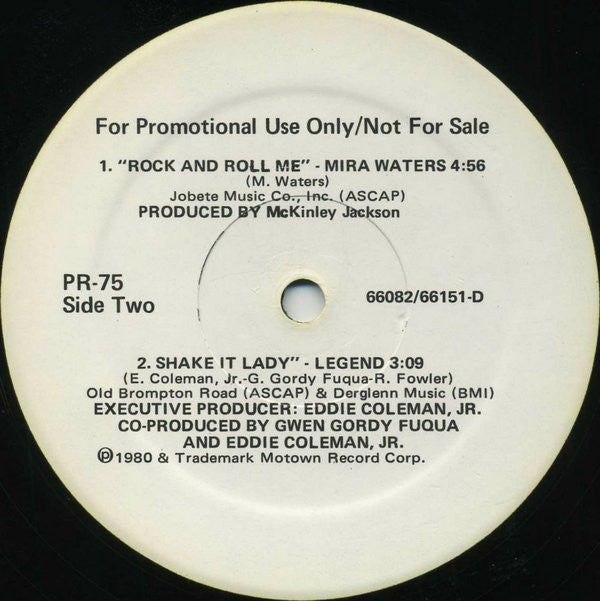 For Promotional Use Only/Not For Sale
1. "ROCK AND ROLL ME" - MIRA WATERS 4:56
(M. Waters)
Jobete Music Co., Inc. (ASCAP)
PRODUCED BY McKinley Jackson
PR-75
Side Two
66082/66151-D
2. SHAKE IT LADY" - LEGEND 3:09
(E. Coleman, Jr.-G. Gordy Fuqua-R. Fowler)
Old Brompton Road (ASCAP) & Derglenn Music (BMI)
EXECUTIVE PRODUCER: EDDIE COLEMAN, JR.
CO-PRODUCED BY GWEN GORDY FUQUA
AND EDDIE COLEMAN, JR.
℗1980 & Trademark Motown Record Corp.